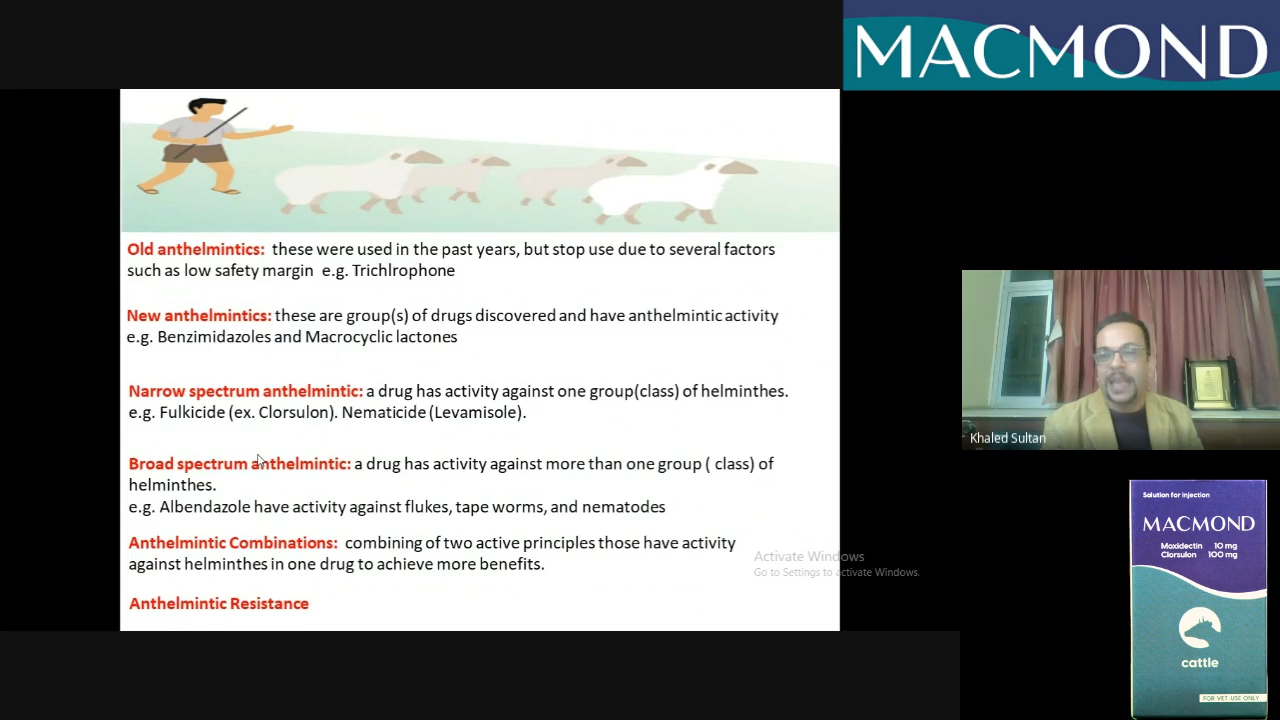 MACMOND
Old anthelmintics: these were used in the past years, but stop use due to several factors
such as low safety margin e.g. Trichlrophone
New anthelmintics: these are group(s) of drugs discovered and have anthelmintic activity
e.g. Benzimidazoles and Macrocyclic lactones
Narrow spectrum anthelmintic: a drug has activity against one group(class) of helminthes.
e.g. Fulkicide (ex. Clorsulon). Nematicide (Levamisole).
Broad spectrum anthelmintic: a drug has activity against more than one group ( class) of
helminthes.
e.g. Albendazole have activity against flukes, tape worms, and nematodes
Anthelmintic Combinations: combining of two active principles those have activity
against helminthes in one drug to achieve more benefits.
Anthelmintic Resistance
Activate Windows
Go to Settings to activate Windows.
Khaled Sultan
Solution for Injection
MACMOND
Moxidectin 10 mg
Clorsulon 100 mg
cattle
FOR VET. USE ONLY